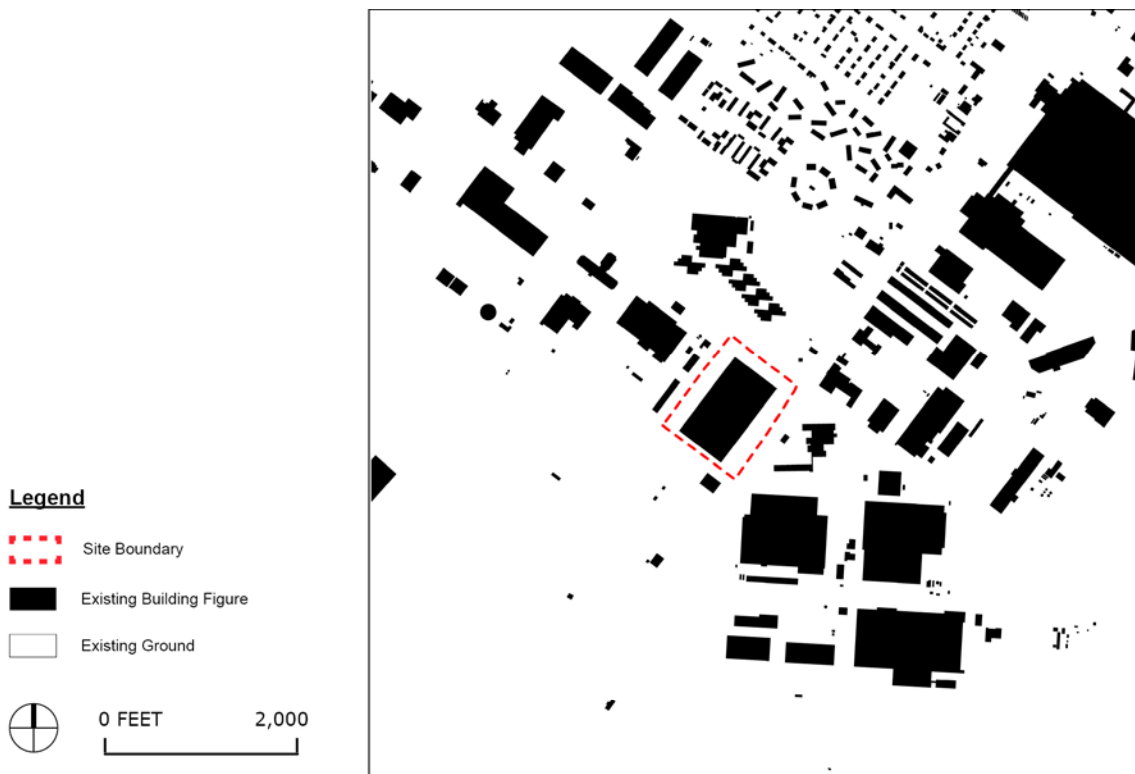 Legend
Site Boundary
Existing Building Figure
Existing Ground
0 FEET 2,000